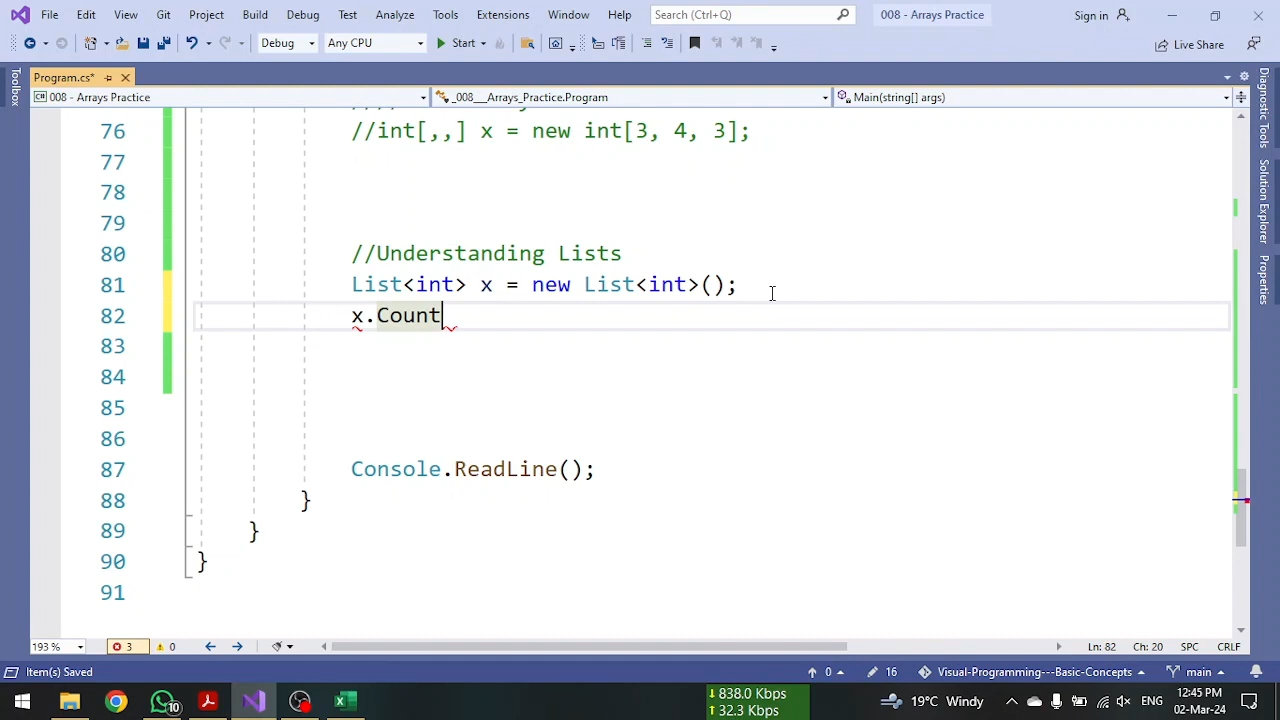 File Edit View Git Project Build Debug Test Analyze Tools Extensions Window Help Search (Ctrl+Q) 008 - Arrays Practice Sign in
Debug Any CPU Start Live Share
Toolbox
Program.cs*
008 - Arrays Practice _008___Arrays_Practice.Program Main(string[] args)
76 //int[,,] x = new int[3, 4, 3];
77
78
79
80 //Understanding Lists
81 List<int> x = new List<int>();
82 x.Count
83
84
85
86
87 Console.ReadLine();
88 }
89 }
90 }
91
Diagnostic Tools
Solution Explorer
Properties
193 % 3 0 Ln: 82 Ch: 20 SPC CRLF
Item(s) Saved 0 16 Visual-Programming---Basic-Concepts main
10 838.0 Kbps 19°C Windy ENG 12:45 PM
32.3 Kbps 02-Mar-24